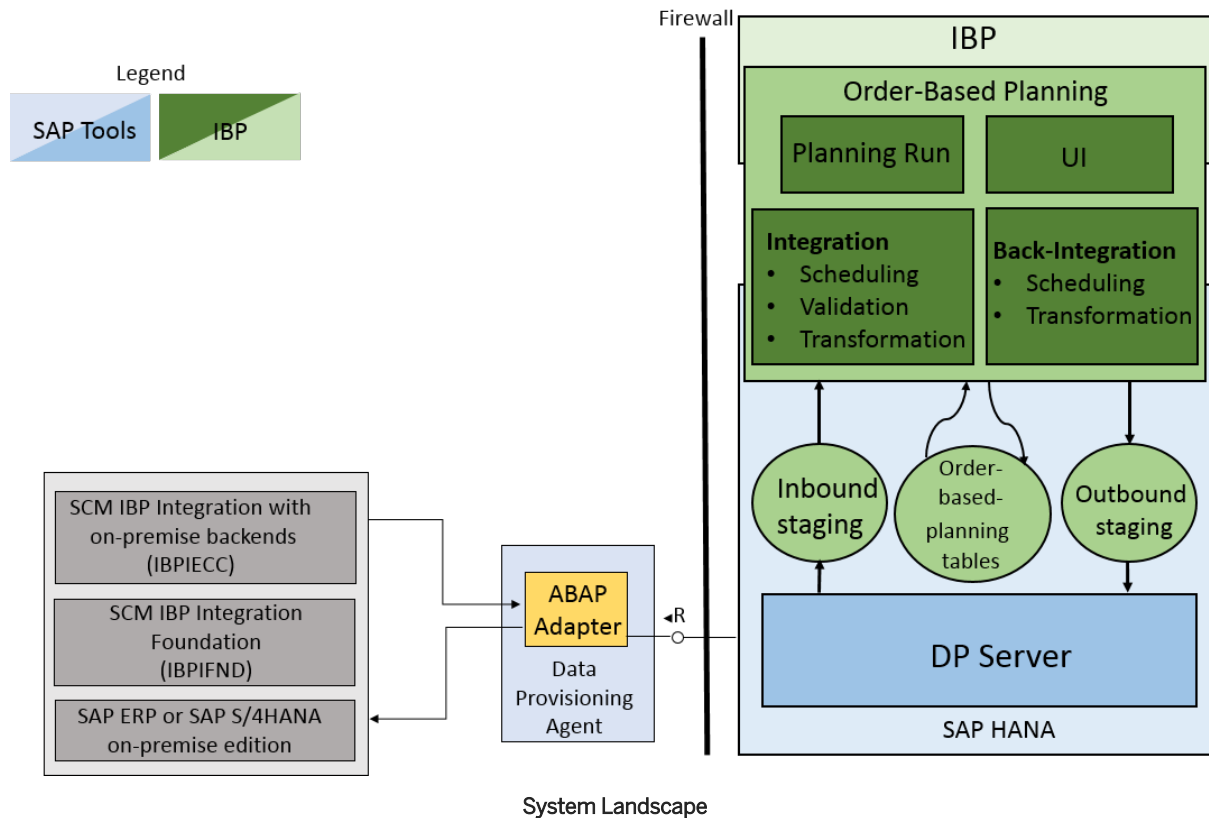 Firewall
Legend
SAP Tools
IBP
IBP
Order-Based Planning
Planning Run
UI
Integration
• Scheduling
• Validation
• Transformation
Back-Integration
• Scheduling
• Transformation
Inbound
staging
Order-
based-
planning
tables
Outbound
staging
SCM IBP Integration with
on-premise backends
(IBPIECC)
SCM IBP Integration
Foundation
(IBPIFND)
SAP ERP or SAP S/4HANA
on-premise edition
ABAP
Adapter
Data
Provisioning
Agent
◄R
DP Server
SAP HANA
System Landscape